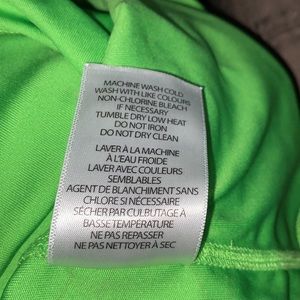 MACHINE WASH COLD
WASH WITH LIKE COLOURS
NON-CHLORINE BLEACH
IF NECESSARY
TUMBLE DRY LOW HEAT
DO NOT IRON
DO NOT DRY CLEAN
LAVER À LA MACHINE
À L'EAU FROIDE
LAVER AVEC COULEURS
SEMBLABLES
AGENT DE BLANCHIMENT SANS
CHLORE SI NÉCESSAIRE
SÉCHER PAR CULBUTAGE À
BASSE TEMPÉRATURE
NE PAS REPASSER
NE PAS NETTOYER À SEC